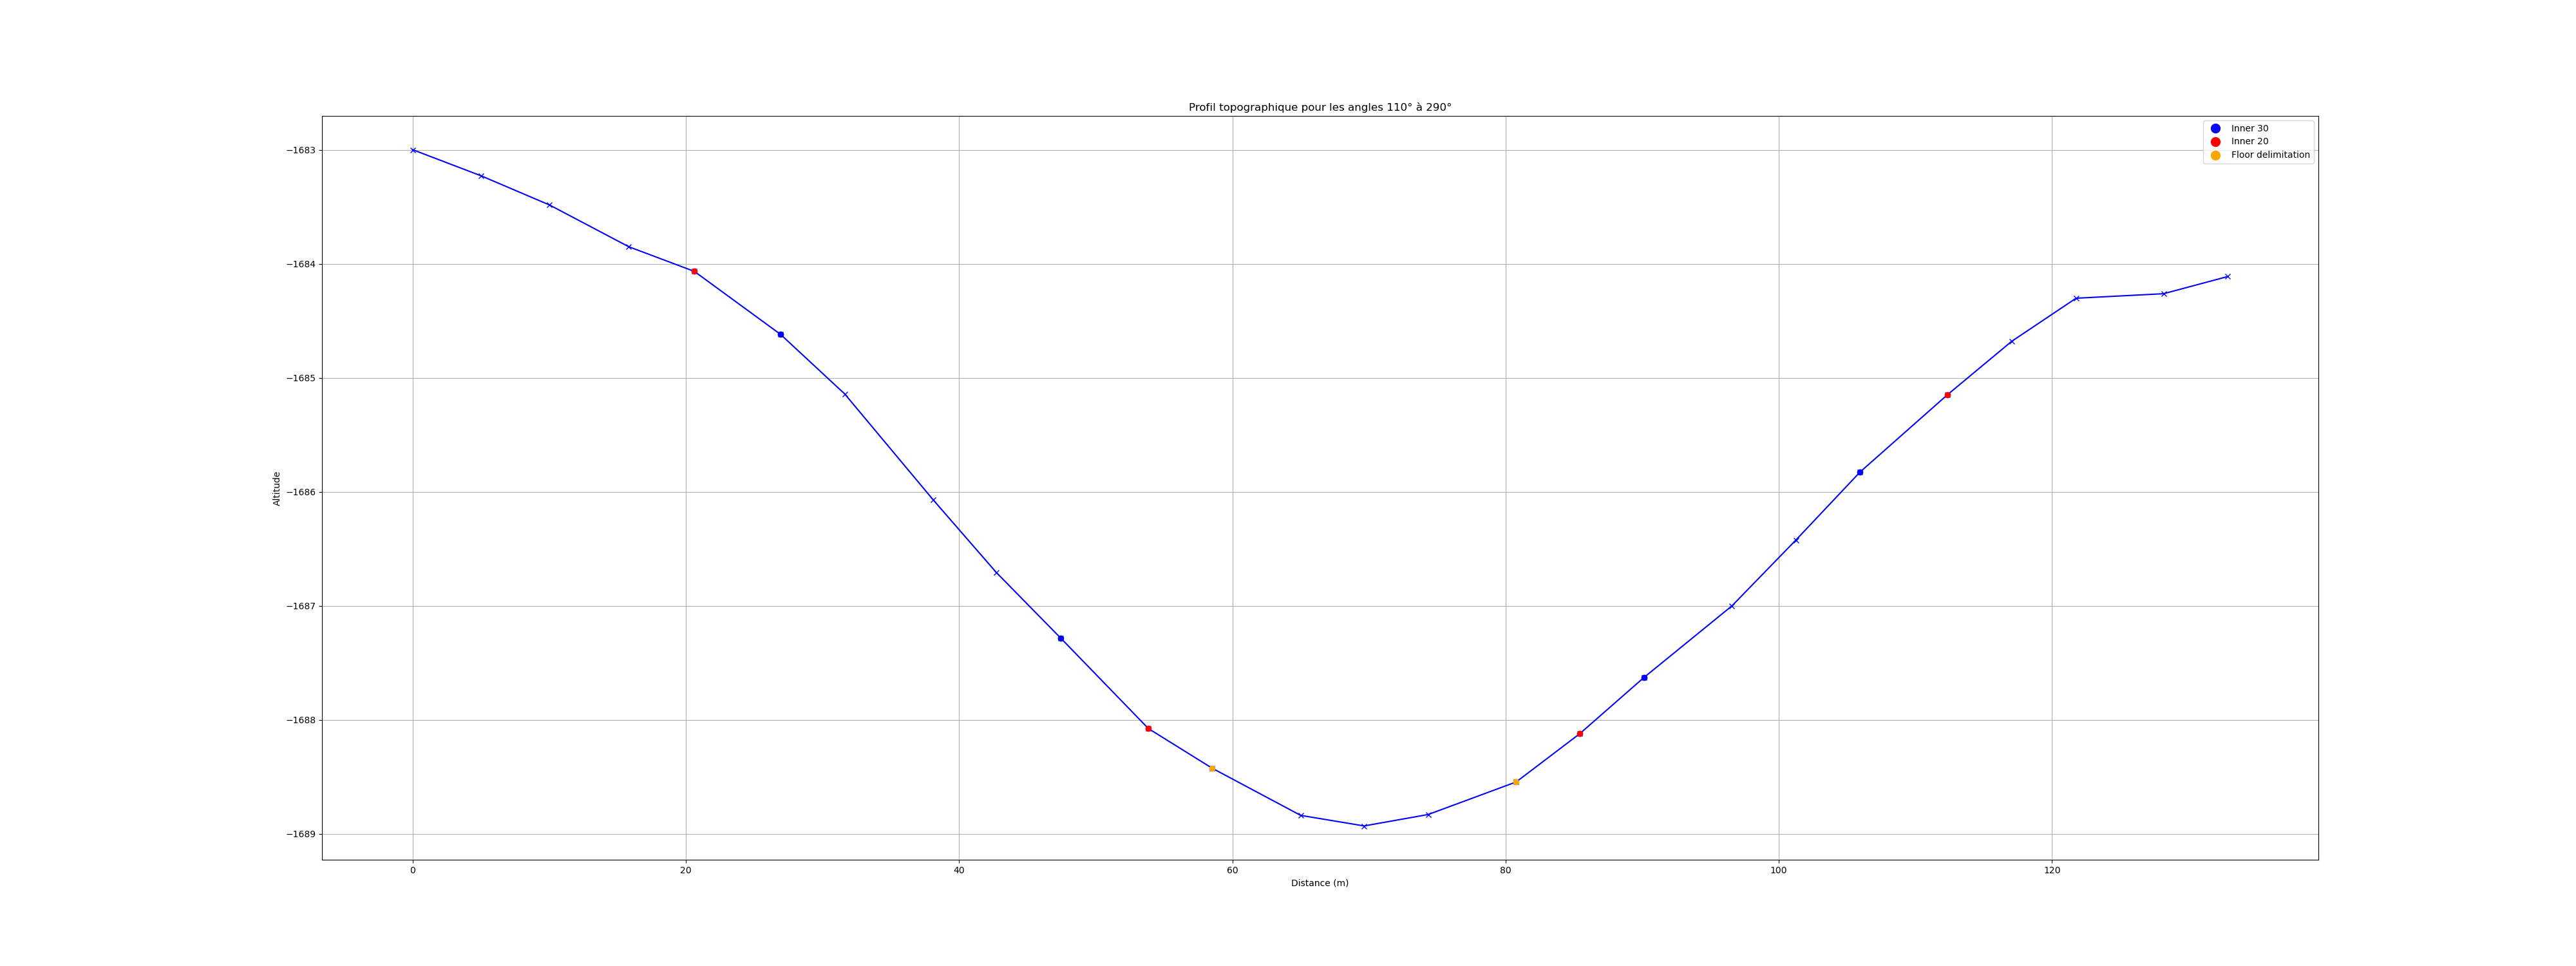 Profil topographique pour les angles 110° à 290°
Inner 30
Inner 20
Floor delimitation
−1683
−1684
−1685
−1686
−1687
−1688
−1689
Altitude
0 20 40 60 80 100 120
Distance (m)